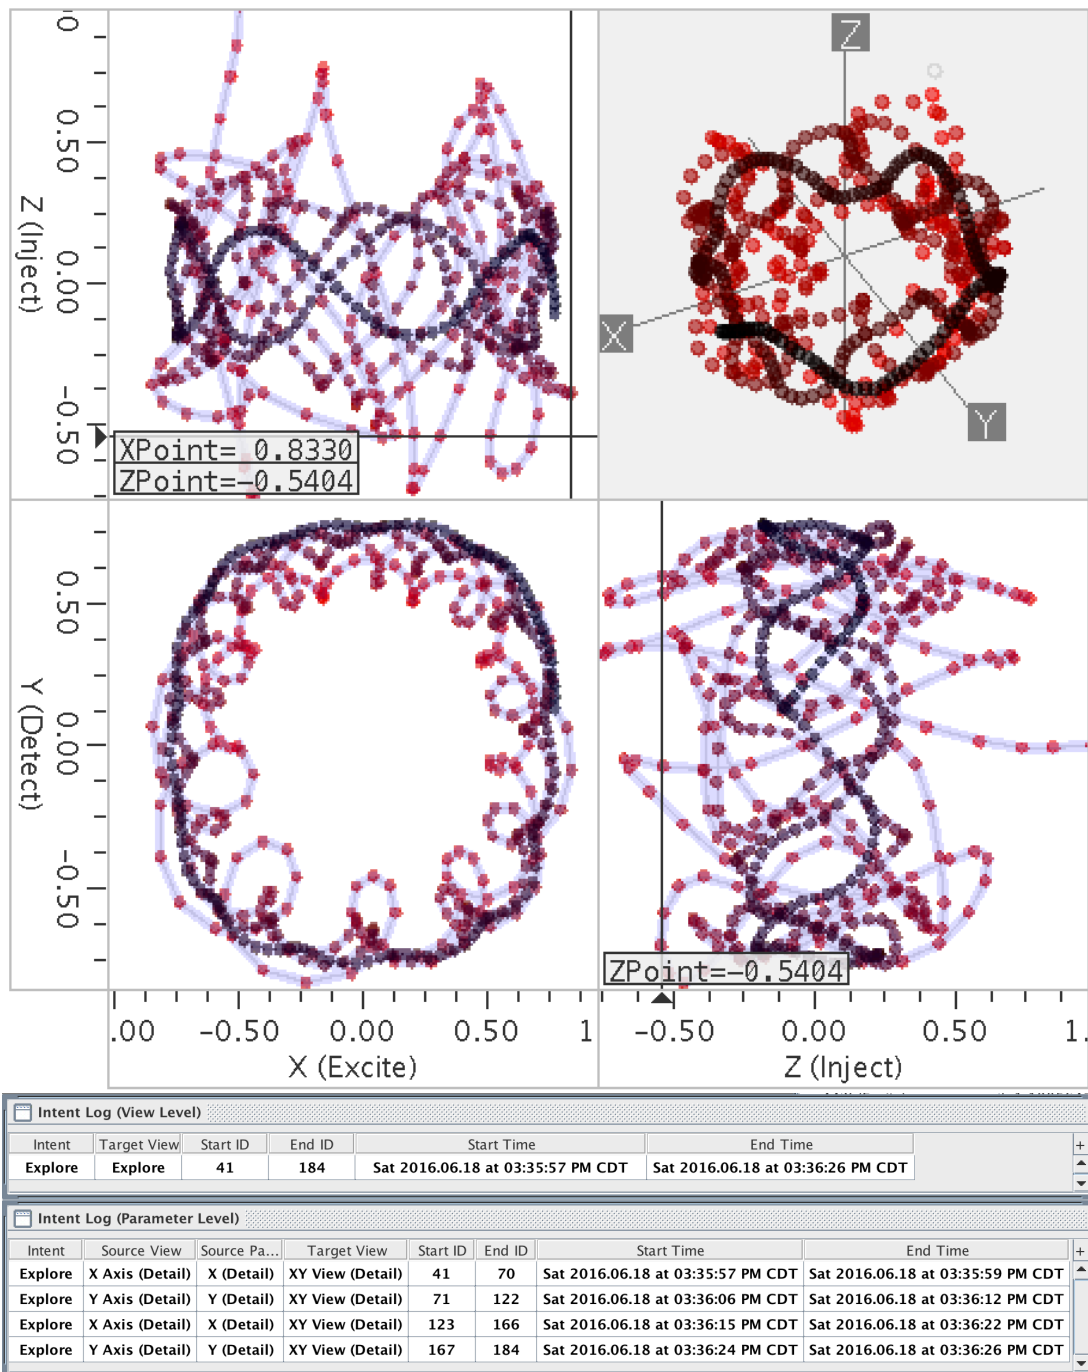 0
0.50
0.00
-0.50
Z (Inject)
XPoint= 0.8330
ZPoint=-0.5404
Z
X
Y
0.50
0.00
-0.50
Y (Detect)
ZPoint=-0.5404
.00 -0.50 0.00 0.50 1
X (Excite)
-0.50 0.00 0.50 1.
Z (Inject)
Intent Log (View Level)
Intent Target View Start ID End ID Start Time End Time +
Explore Explore 41 184 Sat 2016.06.18 at 03:35:57 PM CDT Sat 2016.06.18 at 03:36:26 PM CDT
Intent Log (Parameter Level)
Intent Source View Source Pa... Target View Start ID End ID Start Time End Time +
Explore X Axis (Detail) X (Detail) XY View (Detail) 41 70 Sat 2016.06.18 at 03:35:57 PM CDT Sat 2016.06.18 at 03:35:59 PM CDT
Explore Y Axis (Detail) Y (Detail) XY View (Detail) 71 122 Sat 2016.06.18 at 03:36:06 PM CDT Sat 2016.06.18 at 03:36:12 PM CDT
Explore X Axis (Detail) X (Detail) XY View (Detail) 123 166 Sat 2016.06.18 at 03:36:15 PM CDT Sat 2016.06.18 at 03:36:22 PM CDT
Explore Y Axis (Detail) Y (Detail) XY View (Detail) 167 184 Sat 2016.06.18 at 03:36:24 PM CDT Sat 2016.06.18 at 03:36:26 PM CDT